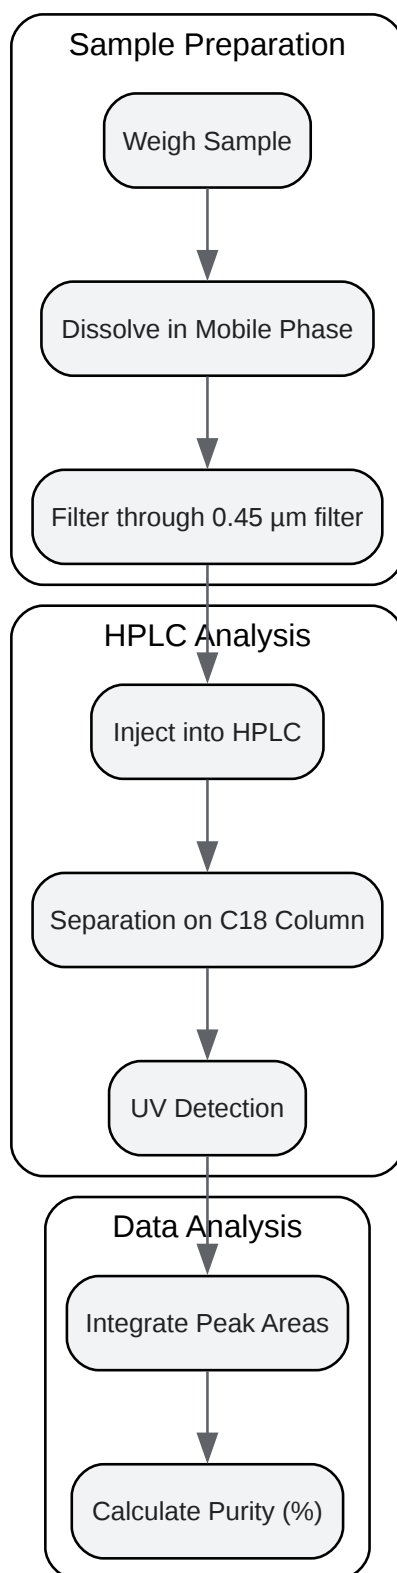 Sample Preparation
Weigh Sample
Dissolve in Mobile Phase
Filter through 0.45 µm filter
HPLC Analysis
Inject into HPLC
Separation on C18 Column
UV Detection
Data Analysis
Integrate Peak Areas
Calculate Purity (%)